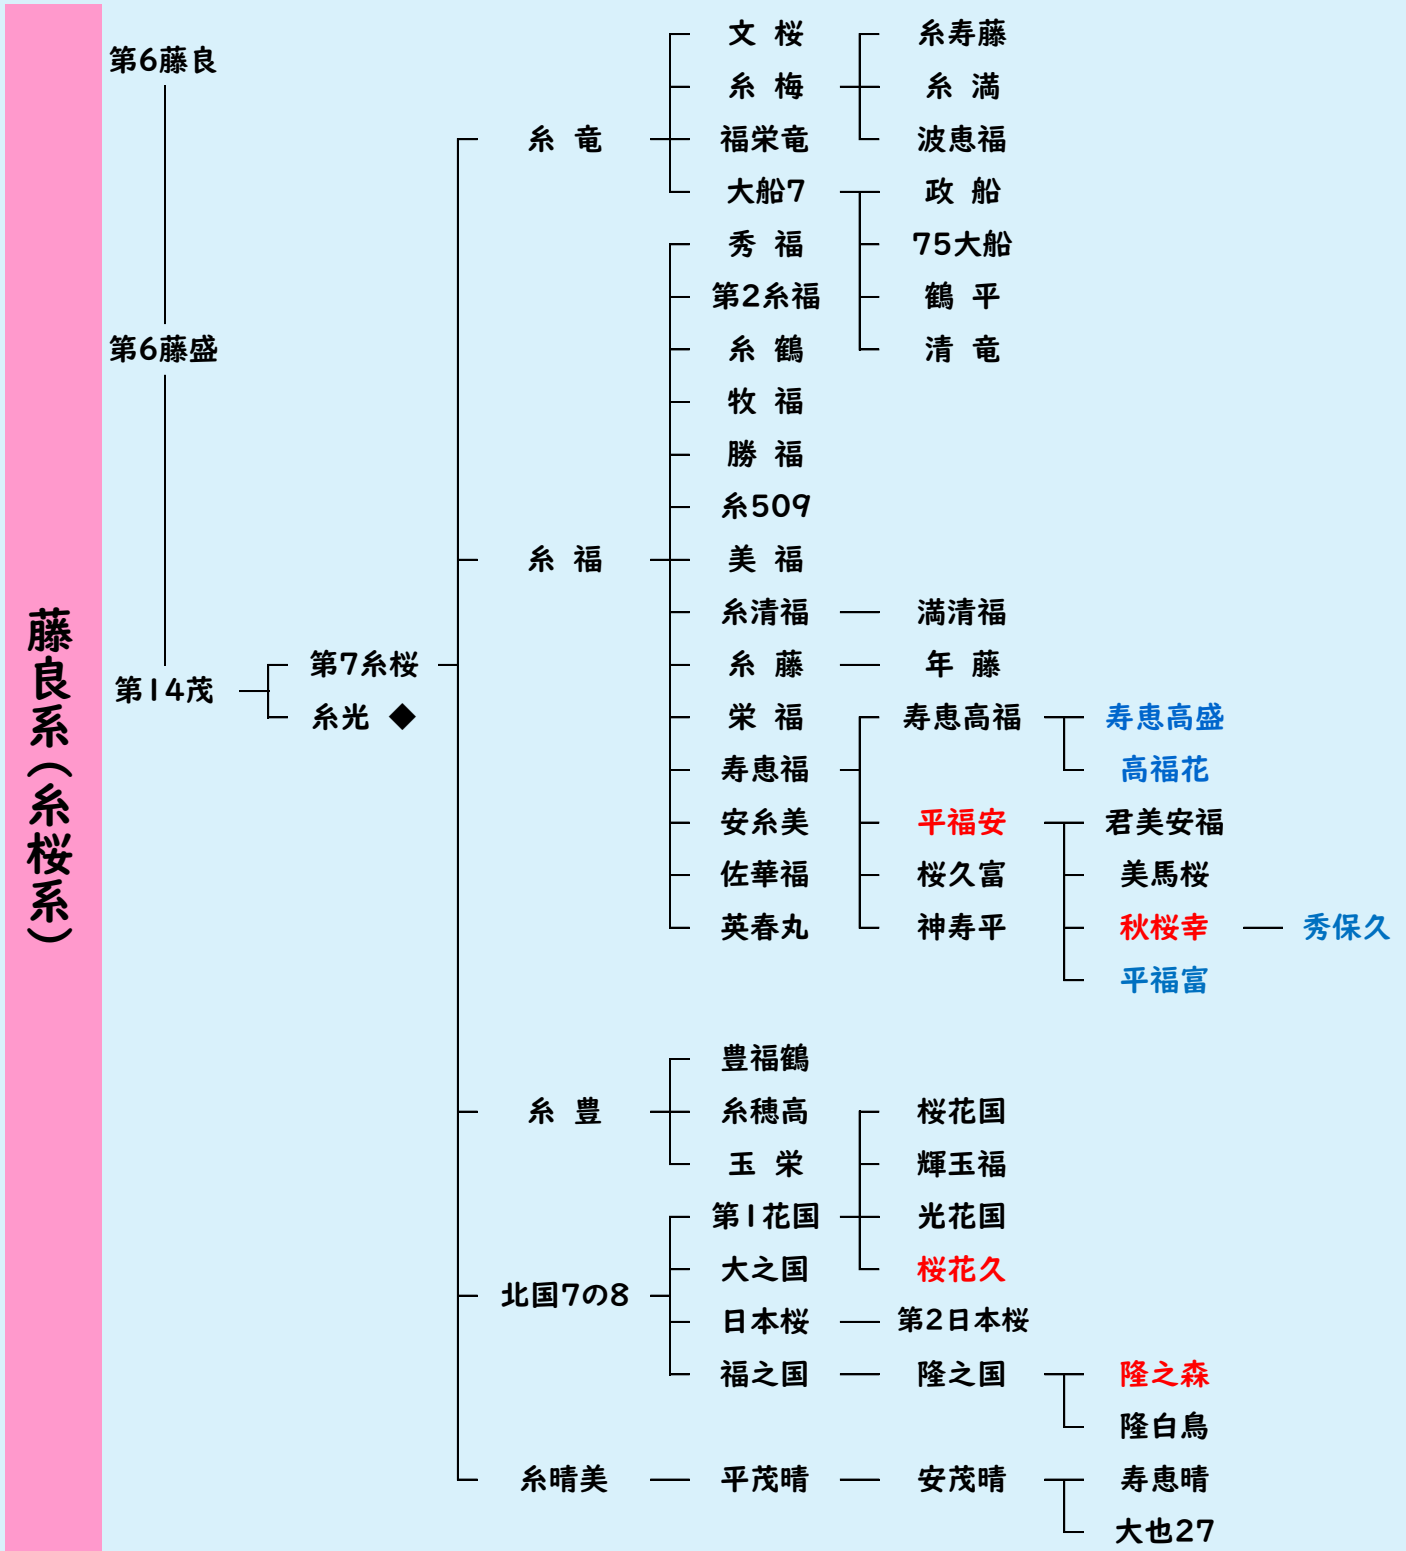 藤良系(糸桜系)
第6藤良
第6藤盛
第14茂
第7糸桜
糸光 ◆
糸 竜
文 桜
糸 梅
糸寿藤
糸 満
波恵福
福栄竜
大船7
政 船
75大船
鶴 平
清 竜
糸 福
秀 福
第2糸福
糸 鶴
牧 福
勝 福
糸509
美 福
糸清福
満清福
糸 藤
年 藤
栄 福
寿恵福
寿恵高福
寿恵高盛
高福花
平福安
君美安福
美馬桜
秋桜幸
秀保久
平福富
桜久富
神寿平
安糸美
佐華福
英春丸
糸 豊
豊福鶴
糸穂高
玉 栄
北国7の8
第1花国
桜花国
輝玉福
光花国
桜花久
大之国
日本桜
第2日本桜
福之国
隆之国
隆之森
隆白鳥
糸晴美
平茂晴
安茂晴
寿恵晴
大也27